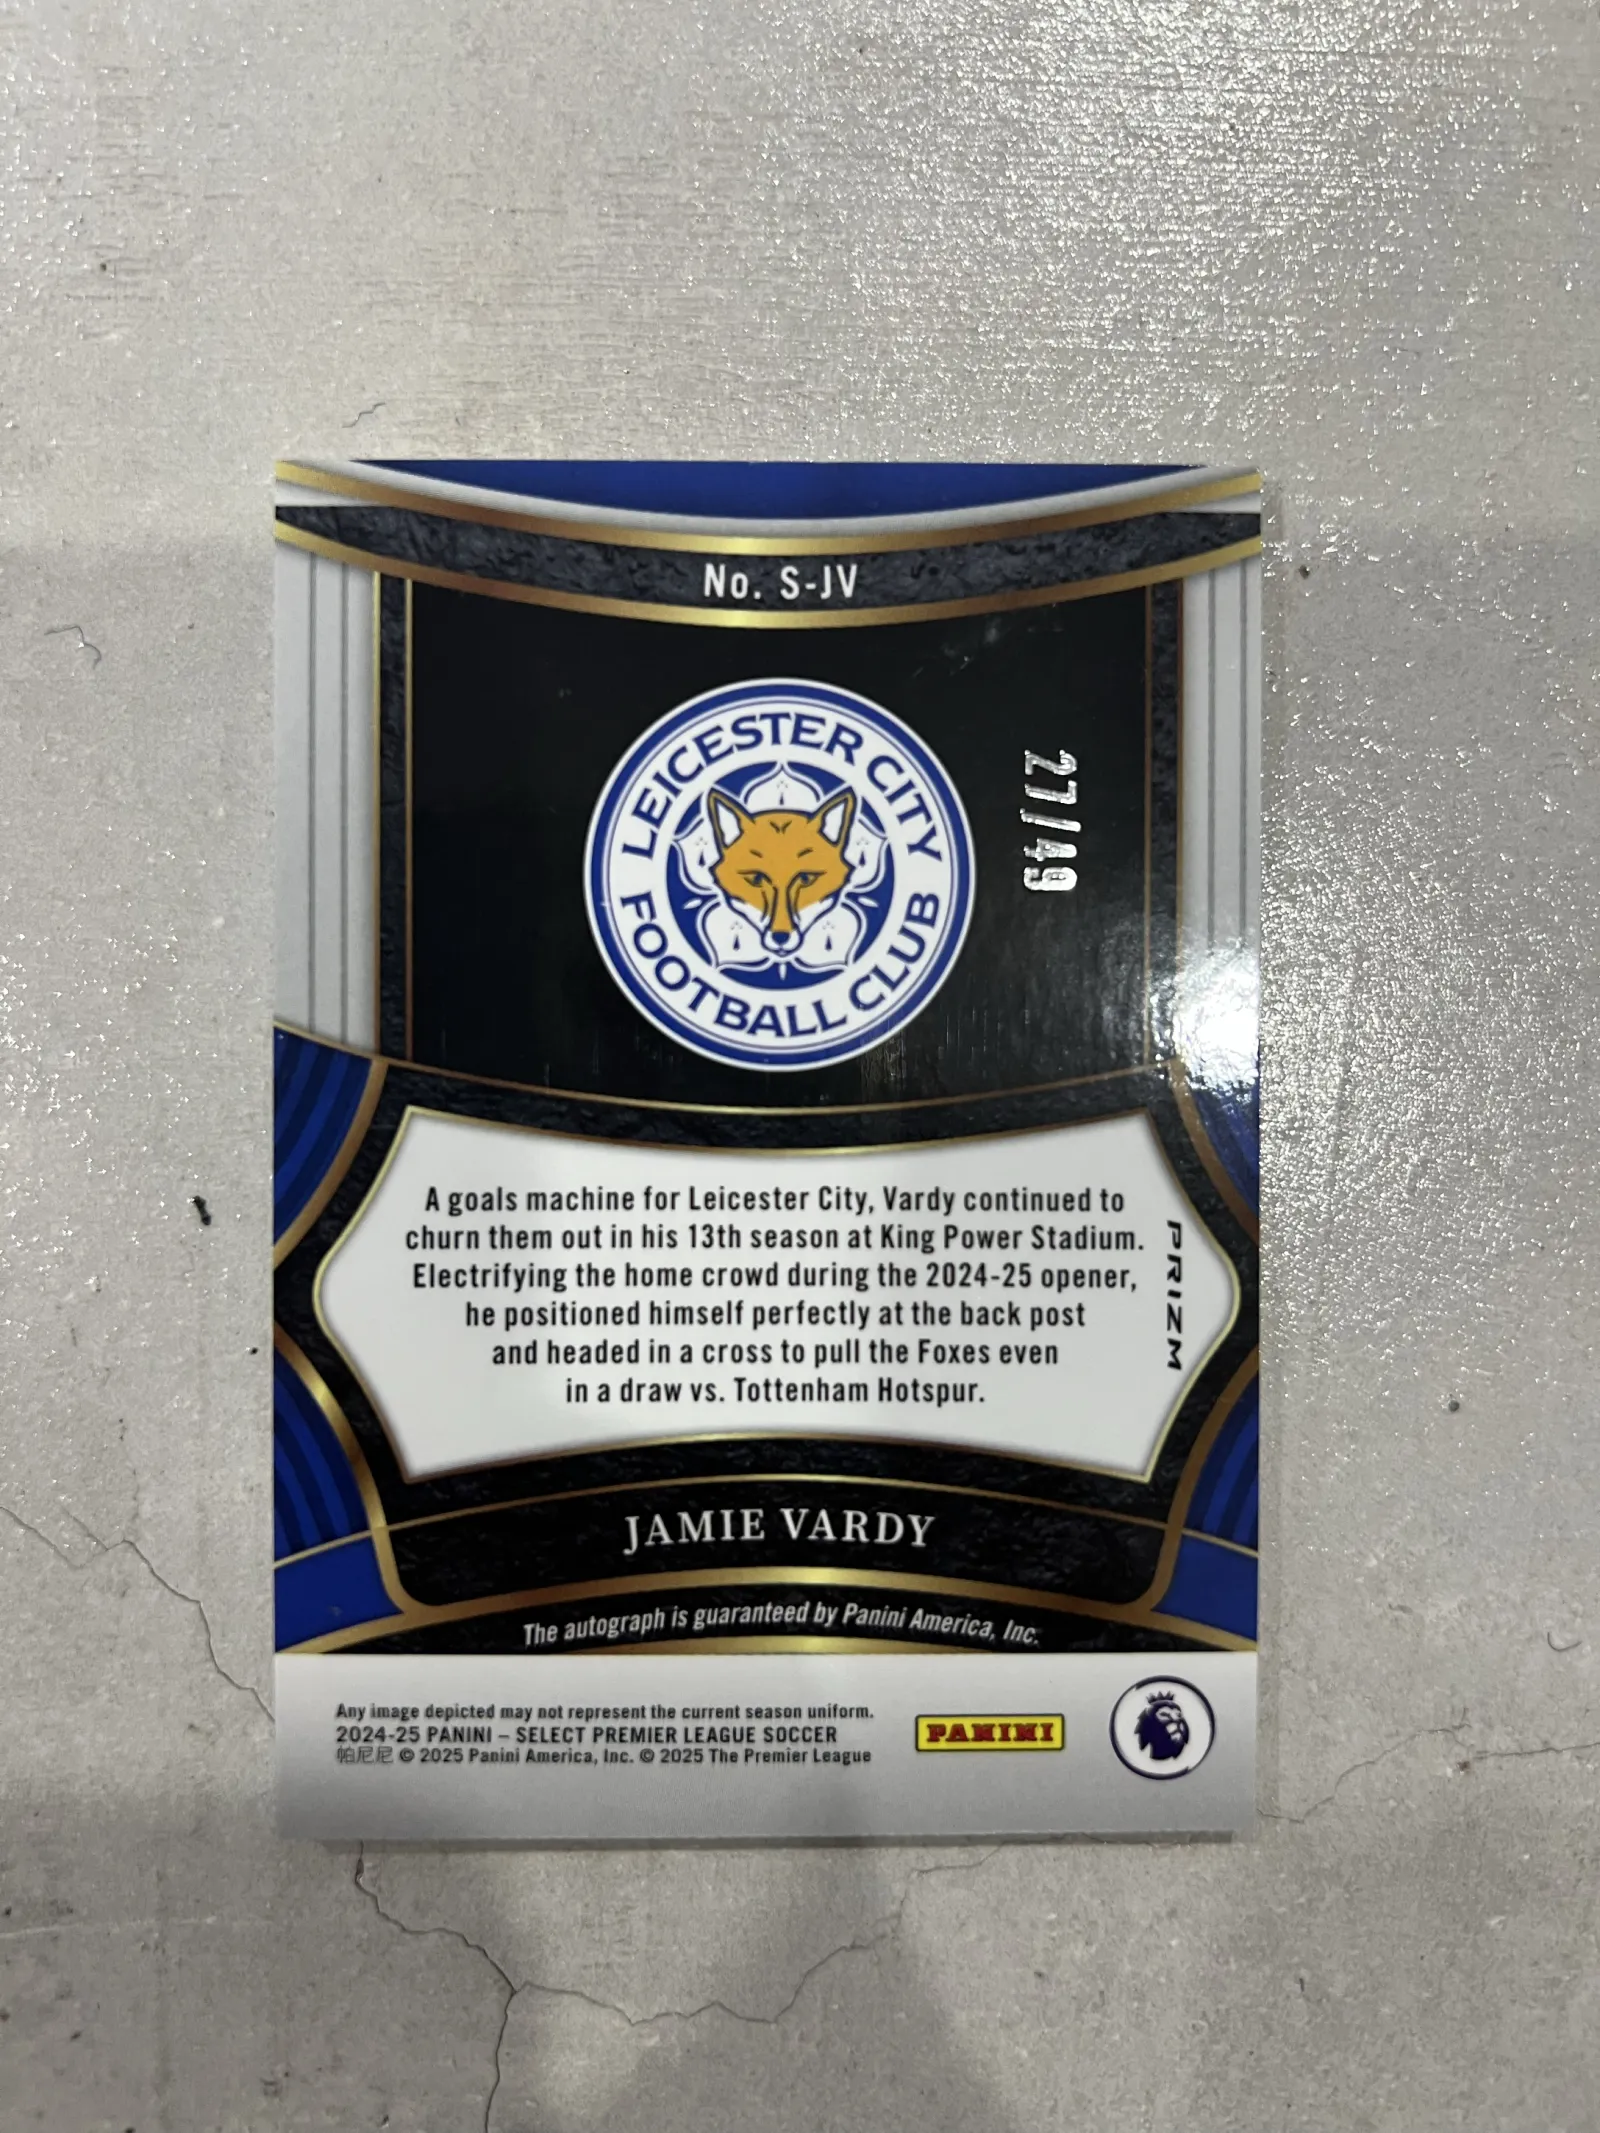 No. S-JV
LEICESTER CITY
FOOTBALL CLUB
27/49
A goals machine for Leicester City, Vardy continued to
churn them out in his 13th season at King Power Stadium.
Electrifying the home crowd during the 2024-25 opener,
he positioned himself perfectly at the back post
and headed in a cross to pull the Foxes even
in a draw vs. Tottenham Hotspur.
PRIZM
JAMIE VARDY
The autograph is guaranteed by Panini America, Inc.
Any image depicted may not represent the current season uniform.
2024-25 PANINI – SELECT PREMIER LEAGUE SOCCER
帕尼尼 © 2025 Panini America, Inc. © 2025 The Premier League
PANINI